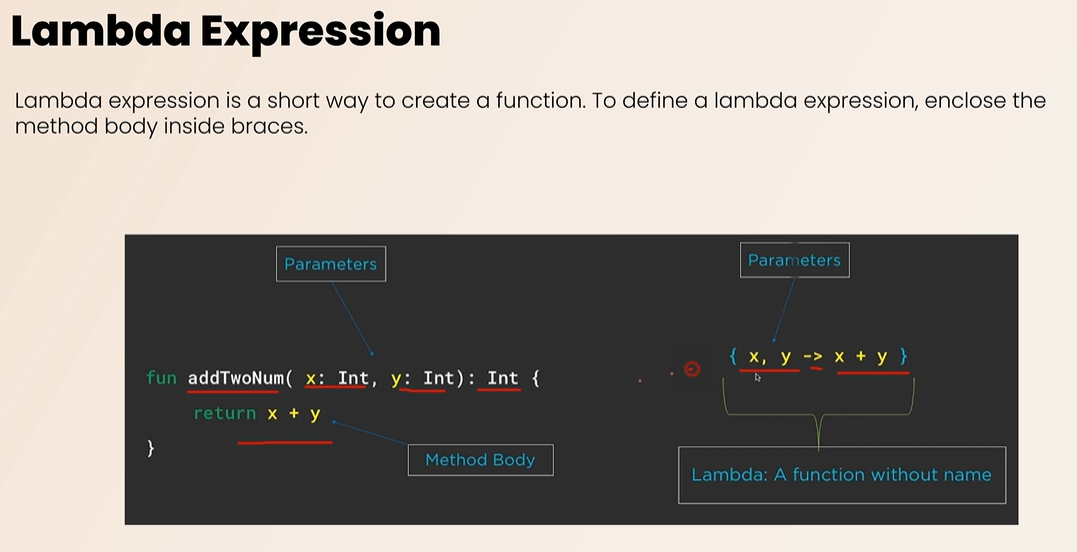 Lambda Expression
Lambda expression is a short way to create a function. To define a lambda expression, enclose the
method body inside braces.
Parameters
fun addTwoNum( x: Int, y: Int): Int {
return x + y
}
Method Body
Parameters
{ x, y -> x + y }
Lambda: A function without name